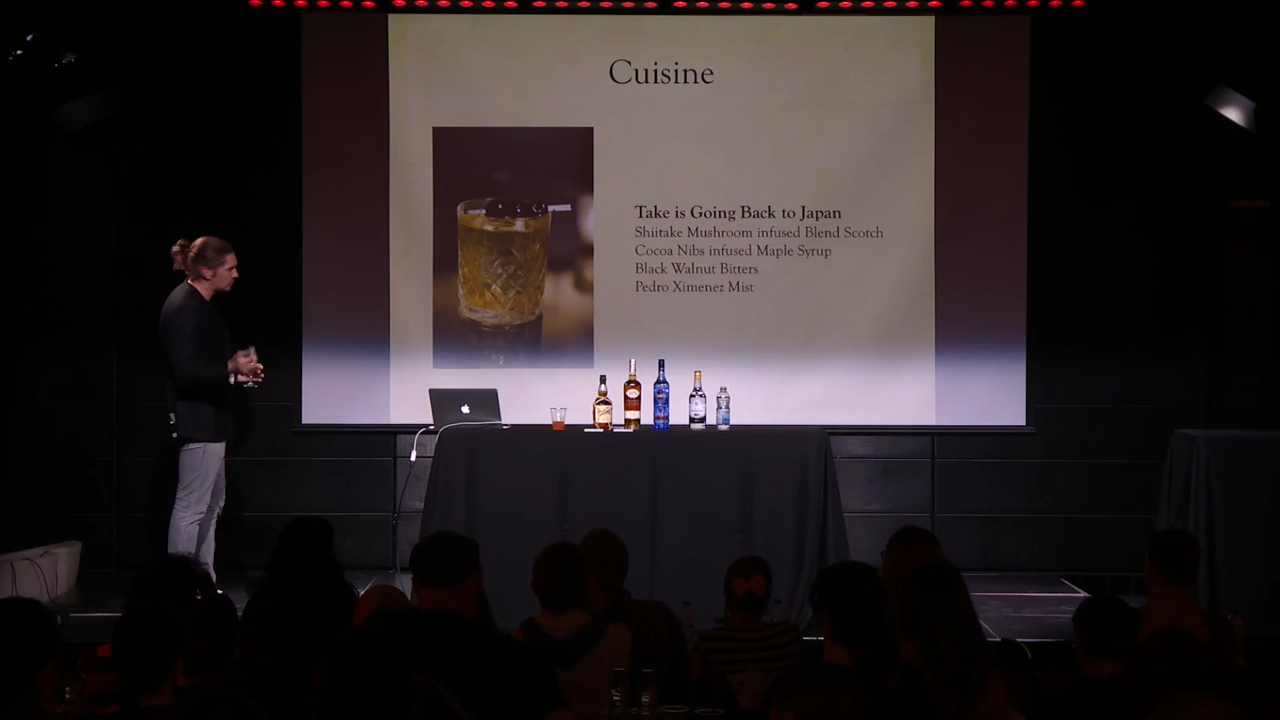 Cuisine
Take is Going Back to Japan
Shiitake Mushroom infused Blend Scotch
Cocoa Nibs infused Maple Syrup
Black Walnut Bitters
Pedro Ximenez Mist